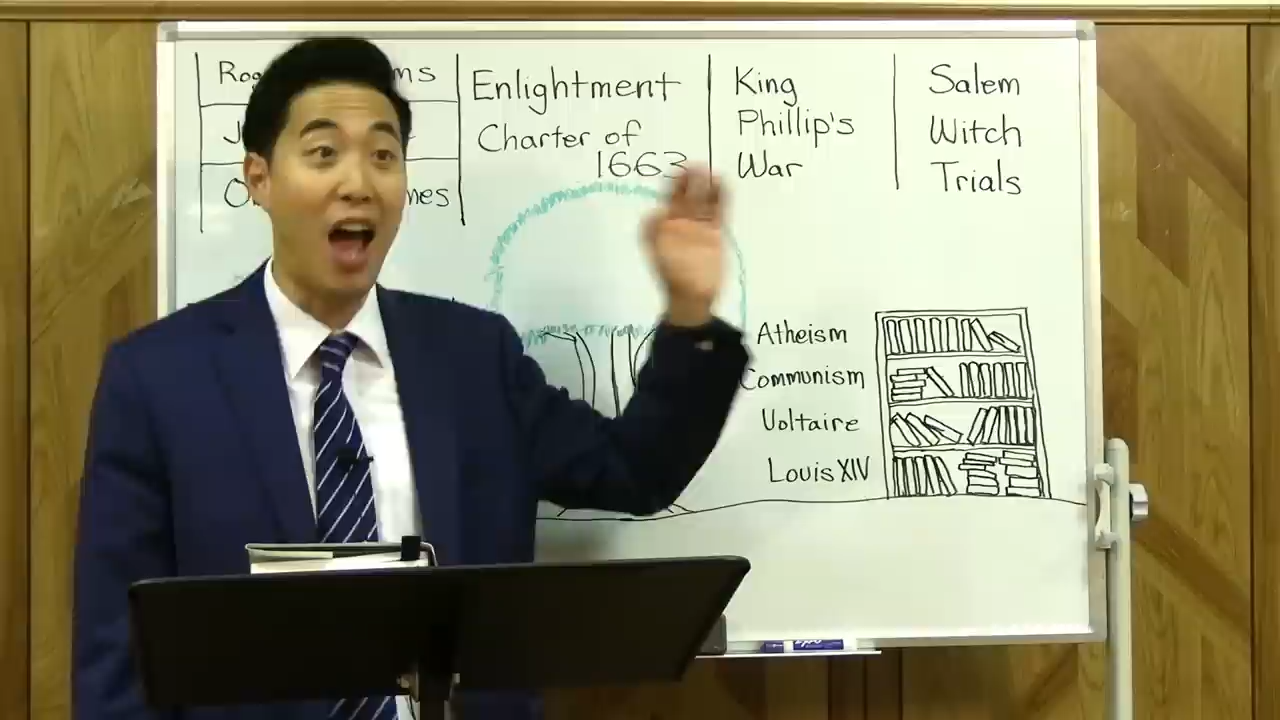 Enlightment
Charter of
1663
King
Phillip's
War
Salem
Witch
Trials
Atheism
Communism
Voltaire
Louis XIV